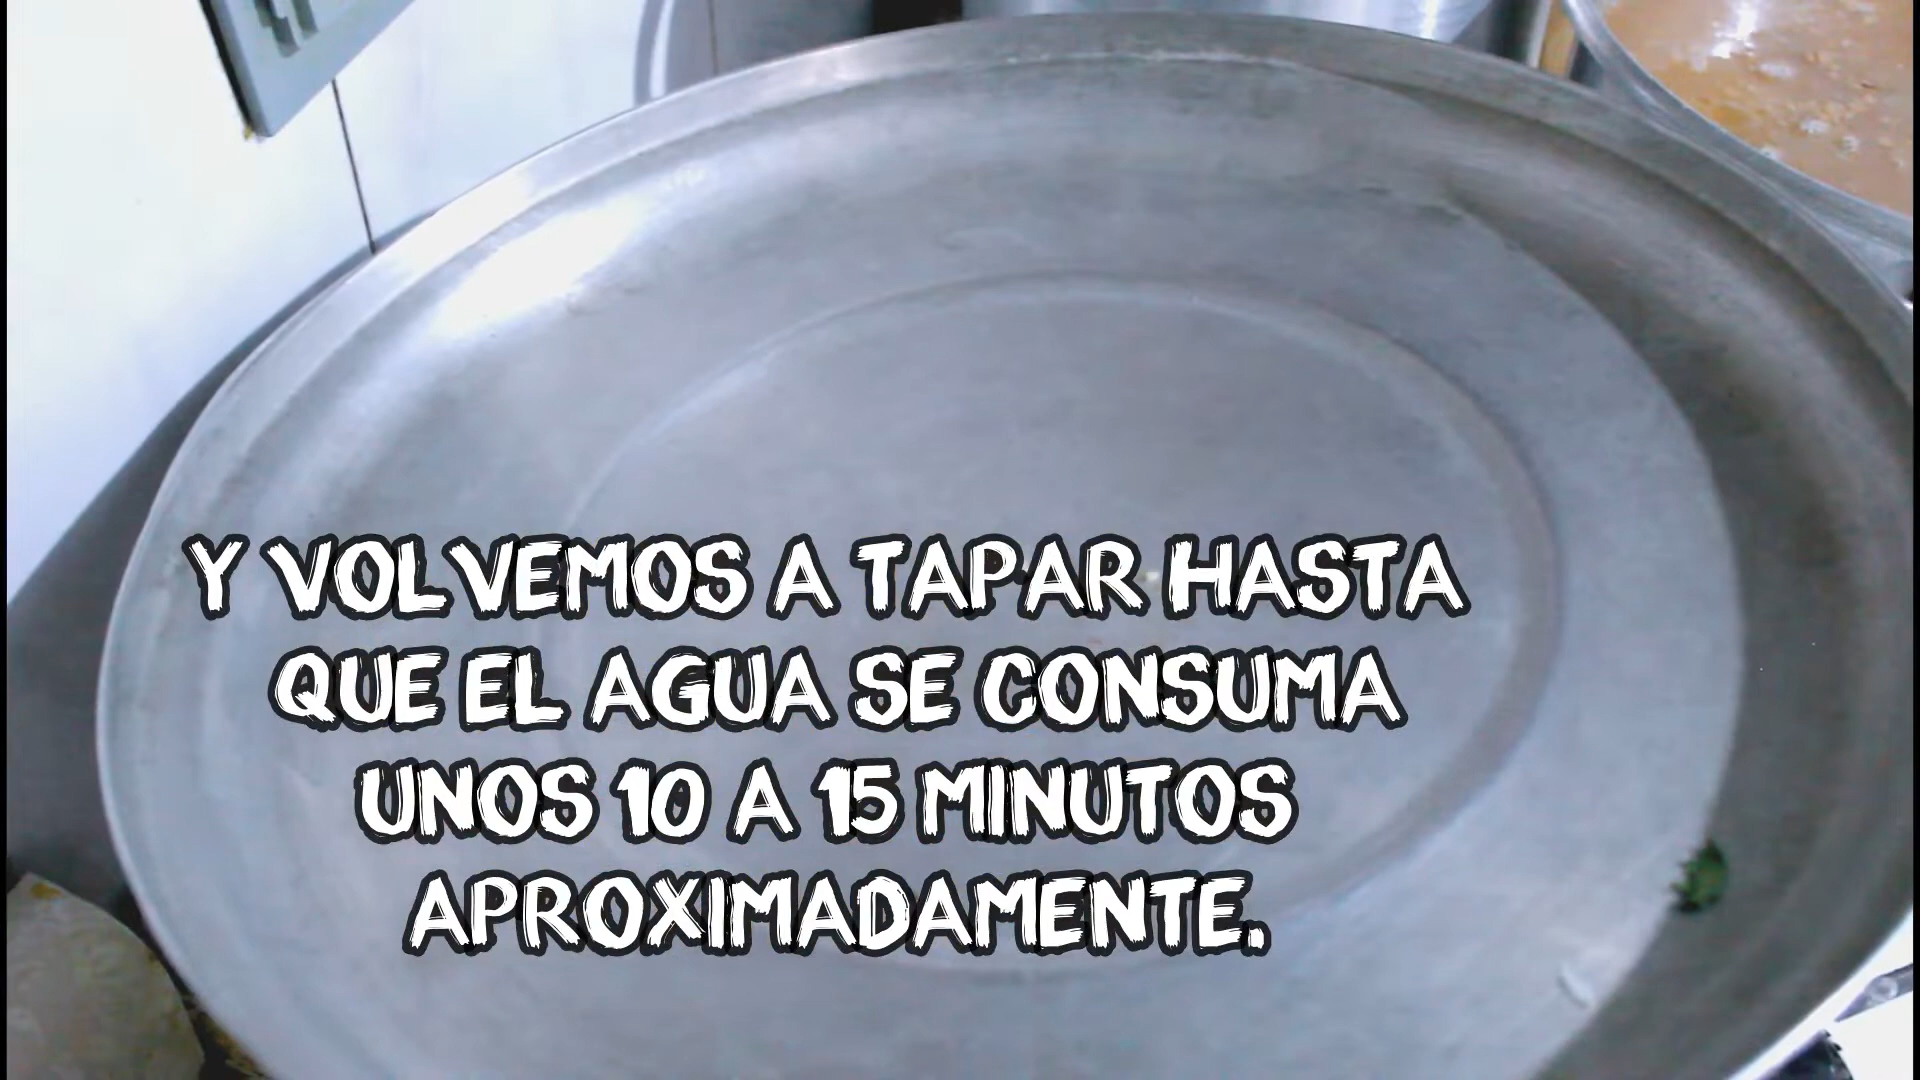 Y VOLVEMOS A TAPAR HASTA
QUE EL AGUA SE CONSUMA
UNOS 10 A 15 MINUTOS
APROXIMADAMENTE.